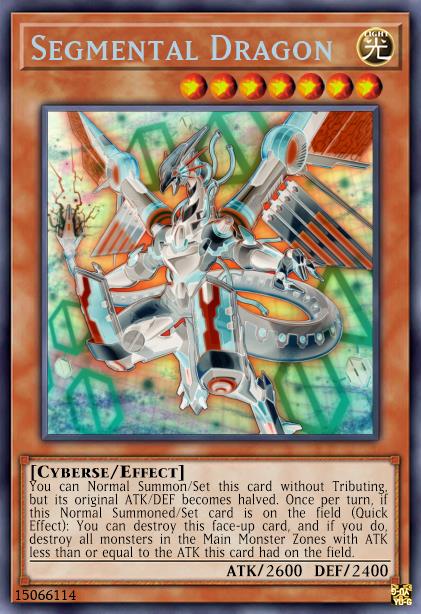 SEGMENTAL DRAGON
LIGHT
光
[CYBERSE/EFFECT]
You can Normal Summon/Set this card without Tributing,
but its original ATK/DEF becomes halved. Once per turn, if
this Normal Summoned/Set card is on the field (Quick
Effect): You can destroy this face-up card, and if you do,
destroy all monsters in the Main Monster Zones with ATK
less than or equal to the ATK this card had on the field.
ATK/2600 DEF/2400
15066114